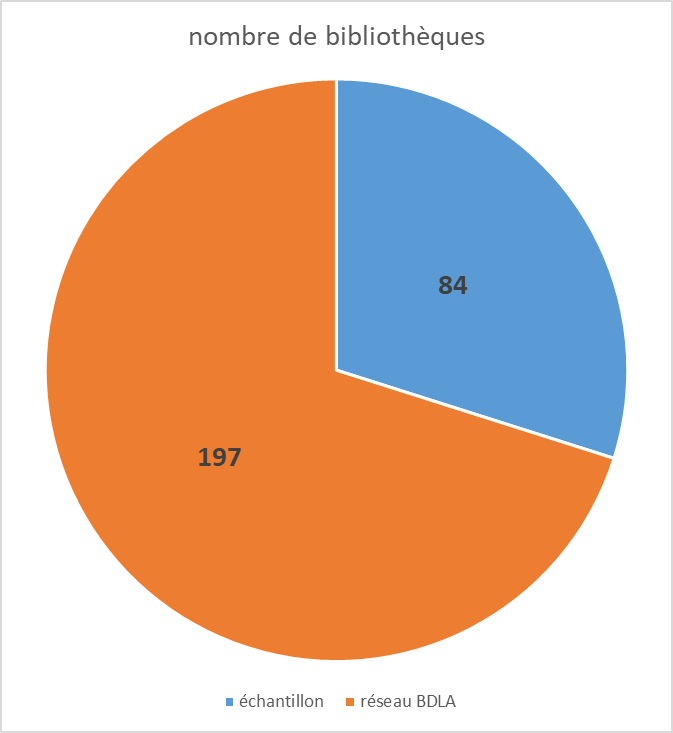 nombre de bibliothèques
84
197
échantillon
réseau BDLA